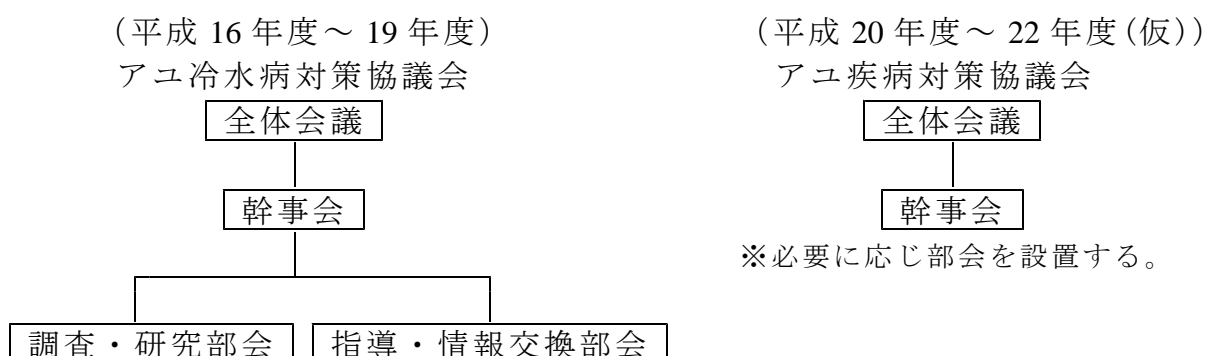 （平成 16 年度～ 19 年度）
アユ冷水病対策協議会
全体会議
幹事会
調査・研究部会
指導・情報交換部会
（平成 20 年度～ 22 年度（仮））
アユ疾病対策協議会
全体会議
幹事会
※必要に応じ部会を設置する。